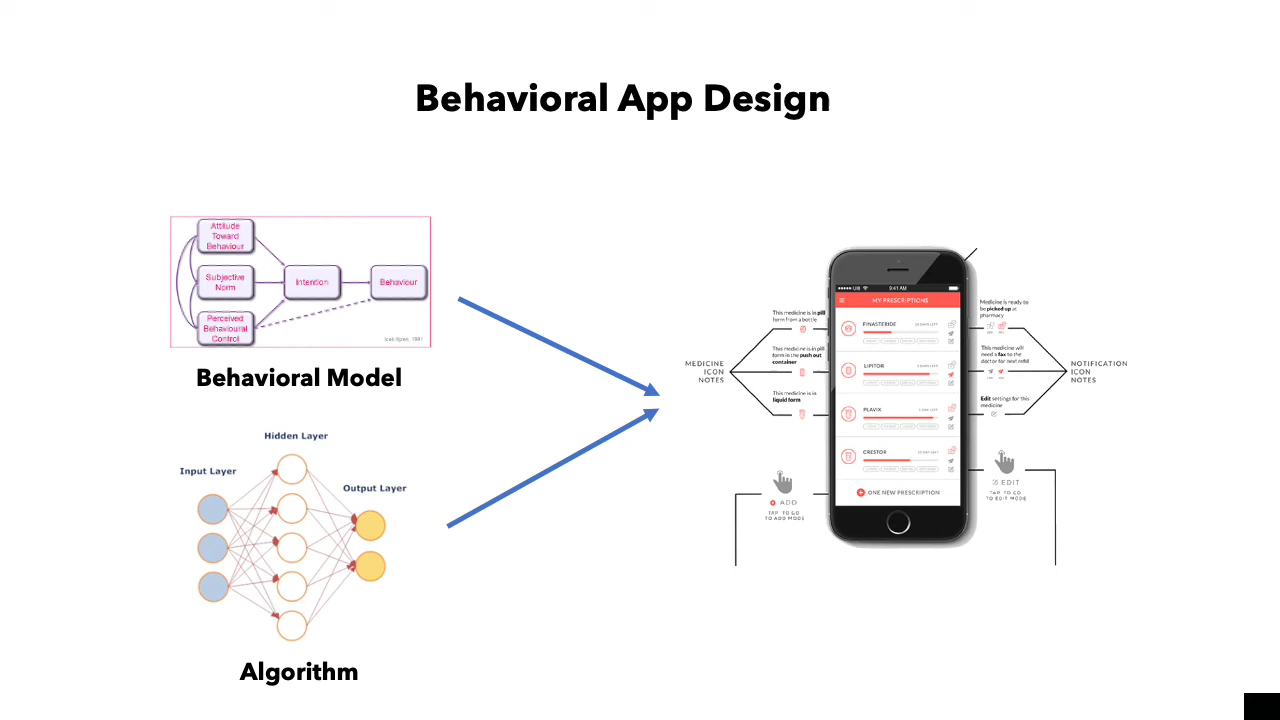 Behavioral App Design
Attitude
Toward
Behaviour
Subjective
Norm
Perceived
Behavioural
Control
Intention
Behaviour
Behavioral Model
Hidden Layer
Input Layer
Output Layer
Algorithm
MEDICINE
ICON
NOTES
This medicine is in pill
form from a bottle
This medicine is in pill
form in the push out
container
This medicine is in
liquid form
ADD
TAP TO GO
TO ADD MODE
9:41 AM
MY PRESCRIPTIONS
FINASTERIDE
LIPITOR
PLAVIX
CRESTOR
ONE NEW PRESCRIPTION
Medicine is ready to
be picked up at
pharmacy
This medicine will
need a fax to the
doctor for next refill
Edit settings for this
medicine
NOTIFICATION
ICON
NOTES
EDIT
TAP TO GO
TO EDIT MODE